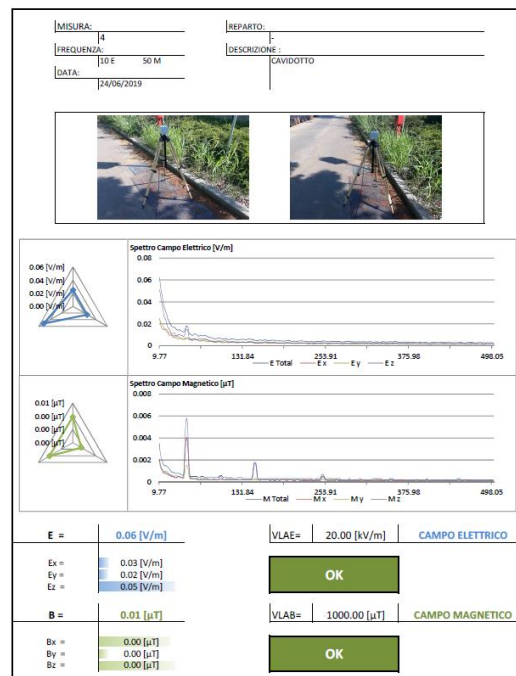 MISURA:
4
FREQUENZA:
10 E 50 M
DATA:
24/06/2019
REPARTO:
-
DESCRIZIONE :
CAVIDOTTO
0.06 [V/m]
0.04 [V/m]
0.02 [V/m]
0.00 [V/m]
Spettro Campo Elettrico [V/m]
0.08
0.06
0.04
0.02
0
9.77 131.84 253.91 375.98 498.05
E Total E x E y E z
0.01 [µT]
0.00 [µT]
0.00 [µT]
0.00 [µT]
Spettro Campo Magnetico [µT]
0.008
0.006
0.004
0.002
0
9.77 131.84 253.91 375.98 498.05
M Total M x M y M z
E = 0.06 [V/m] VLAE= 20.00 [kV/m] CAMPO ELETTRICO
Ex = 0.03 [V/m]
Ey = 0.02 [V/m]
Ez = 0.05 [V/m]
OK
B = 0.01 [µT] VLAB= 1000.00 [µT] CAMPO MAGNETICO
Bx = 0.00 [µT]
By = 0.00 [µT]
Bz = 0.00 [µT]
OK